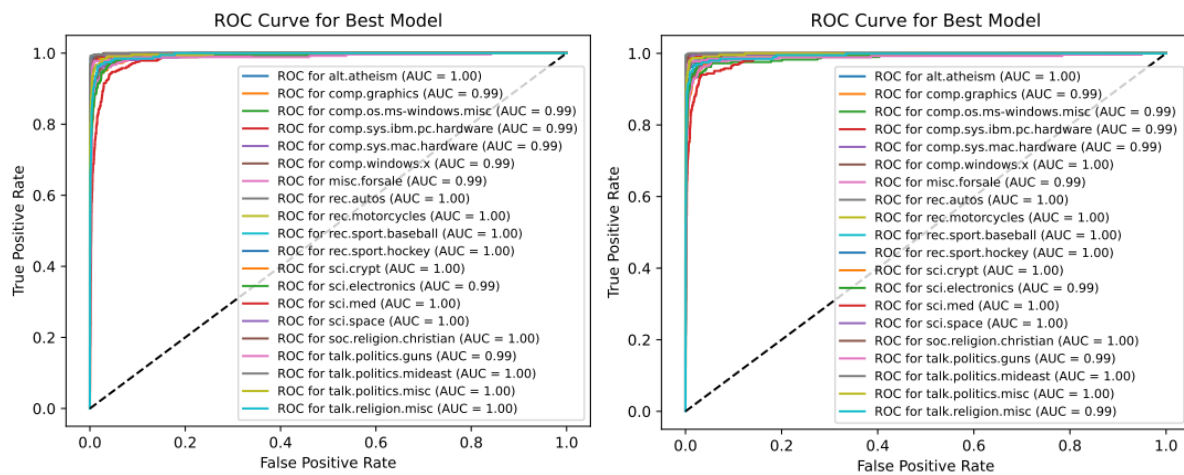 ROC Curve for Best Model
True Positive Rate
1.0
0.8
0.6
0.4
0.2
0.0
ROC for alt.atheism (AUC = 1.00)
ROC for comp.graphics (AUC = 0.99)
ROC for comp.os.ms-windows.misc (AUC = 0.99)
ROC for comp.sys.ibm.pc.hardware (AUC = 0.99)
ROC for comp.sys.mac.hardware (AUC = 0.99)
ROC for comp.windows.x (AUC = 0.99)
ROC for misc.forsale (AUC = 0.99)
ROC for rec.autos (AUC = 1.00)
ROC for rec.motorcycles (AUC = 1.00)
ROC for rec.sport.baseball (AUC = 1.00)
ROC for rec.sport.hockey (AUC = 1.00)
ROC for sci.crypt (AUC = 1.00)
ROC for sci.electronics (AUC = 0.99)
ROC for sci.med (AUC = 1.00)
ROC for sci.space (AUC = 1.00)
ROC for soc.religion.christian (AUC = 1.00)
ROC for talk.politics.guns (AUC = 0.99)
ROC for talk.politics.mideast (AUC = 1.00)
ROC for talk.politics.misc (AUC = 1.00)
ROC for talk.religion.misc (AUC = 1.00)
0.0 0.2 0.4 0.6 0.8 1.0
False Positive Rate
ROC Curve for Best Model
True Positive Rate
1.0
0.8
0.6
0.4
0.2
0.0
ROC for alt.atheism (AUC = 1.00)
ROC for comp.graphics (AUC = 0.99)
ROC for comp.os.ms-windows.misc (AUC = 0.99)
ROC for comp.sys.ibm.pc.hardware (AUC = 0.99)
ROC for comp.sys.mac.hardware (AUC = 0.99)
ROC for comp.windows.x (AUC = 1.00)
ROC for misc.forsale (AUC = 0.99)
ROC for rec.autos (AUC = 1.00)
ROC for rec.motorcycles (AUC = 1.00)
ROC for rec.sport.baseball (AUC = 1.00)
ROC for rec.sport.hockey (AUC = 1.00)
ROC for sci.crypt (AUC = 1.00)
ROC for sci.electronics (AUC = 0.99)
ROC for sci.med (AUC = 1.00)
ROC for sci.space (AUC = 1.00)
ROC for soc.religion.christian (AUC = 1.00)
ROC for talk.politics.guns (AUC = 0.99)
ROC for talk.politics.mideast (AUC = 1.00)
ROC for talk.politics.misc (AUC = 1.00)
ROC for talk.religion.misc (AUC = 0.99)
0.0 0.2 0.4 0.6 0.8 1.0
False Positive Rate